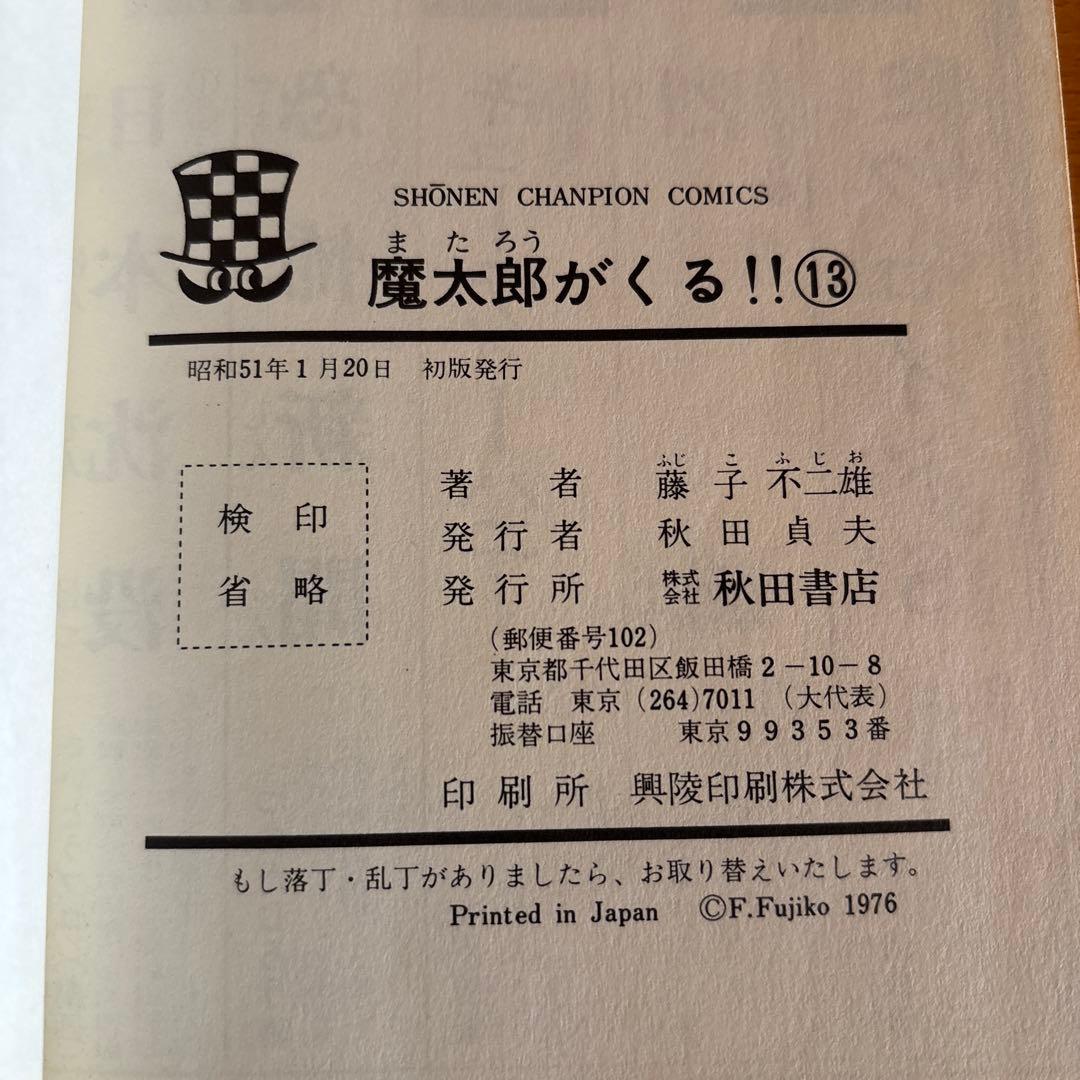 SHŌNEN CHANPION COMICS
またろう
魔太郎がくる!!⑬
昭和51年1月20日 初版発行
検印
省略
ふじこふじお
著者 藤子不二雄
発行者 秋田貞夫
発行所 株式会社 秋田書店
(郵便番号102)
東京都千代田区飯田橋2-10-8
電話 東京(264)7011 (大代表)
振替口座 東京99353番
印刷所 興陵印刷株式会社
もし落丁・乱丁がありましたら、お取り替えいたします。
Printed in Japan ©F.Fujiko 1976